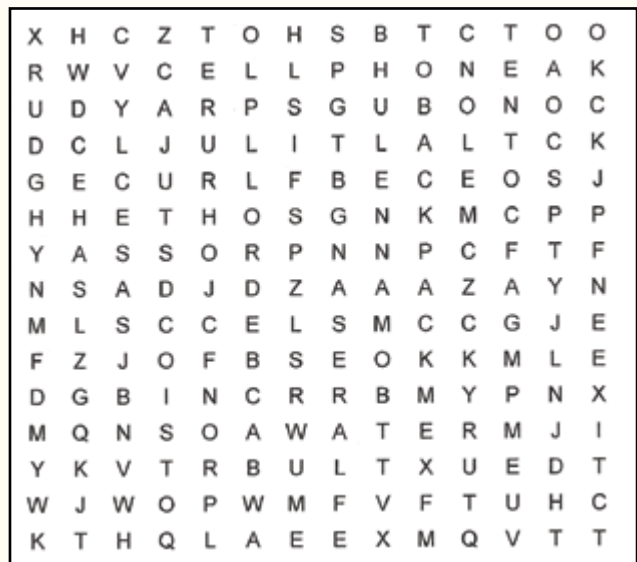 X H C Z T O H S B T C T O O
R W V C E L L P H O N E A K
U D Y A R P S G U B O N O C
D C L J U L I T L A L T C K
G E C U R L F B E C E O S J
H H E T H O S G N K M C P P
Y A S S O R P N N P C F T F
N S A D J D Z A A A Z A Y N
M L S C C E L S M C C G J E
F Z J O F B S E O K K M L E
D G B I N C R R B M Y P N X
M Q N S O A W A T E R M J I
Y K V T R B U L T X U E D T
W J W O P W M F V F T U H C
K T H Q L A E E X M Q V T T